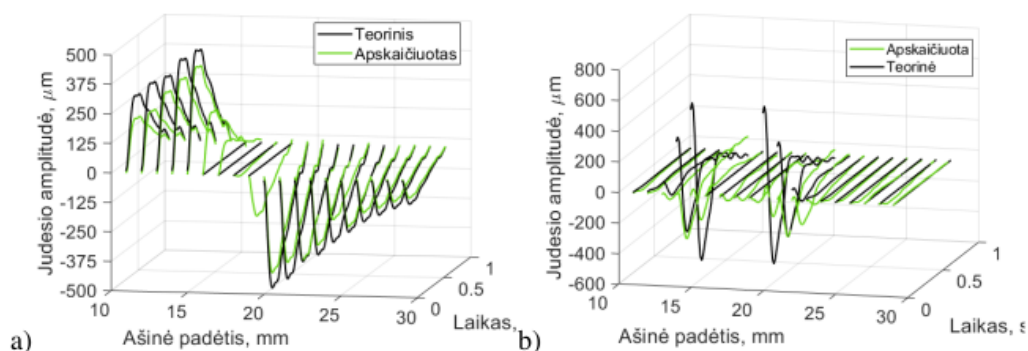 Teorinis
Apskaičiuotas
Judesio amplitudė, μm
500
375
250
125
0
-125
-250
-375
-500
10
15
20
25
30
0
0.5
1
Ašinė padėtis, mm
Laikas,
a)
Apskaičiuota
Teorinė
Judesio amplitudė, μm
800
600
400
200
0
-200
-400
-600
10
15
20
25
30
0
0.5
1
Ašinė padėtis, mm
Laikas, s
b)